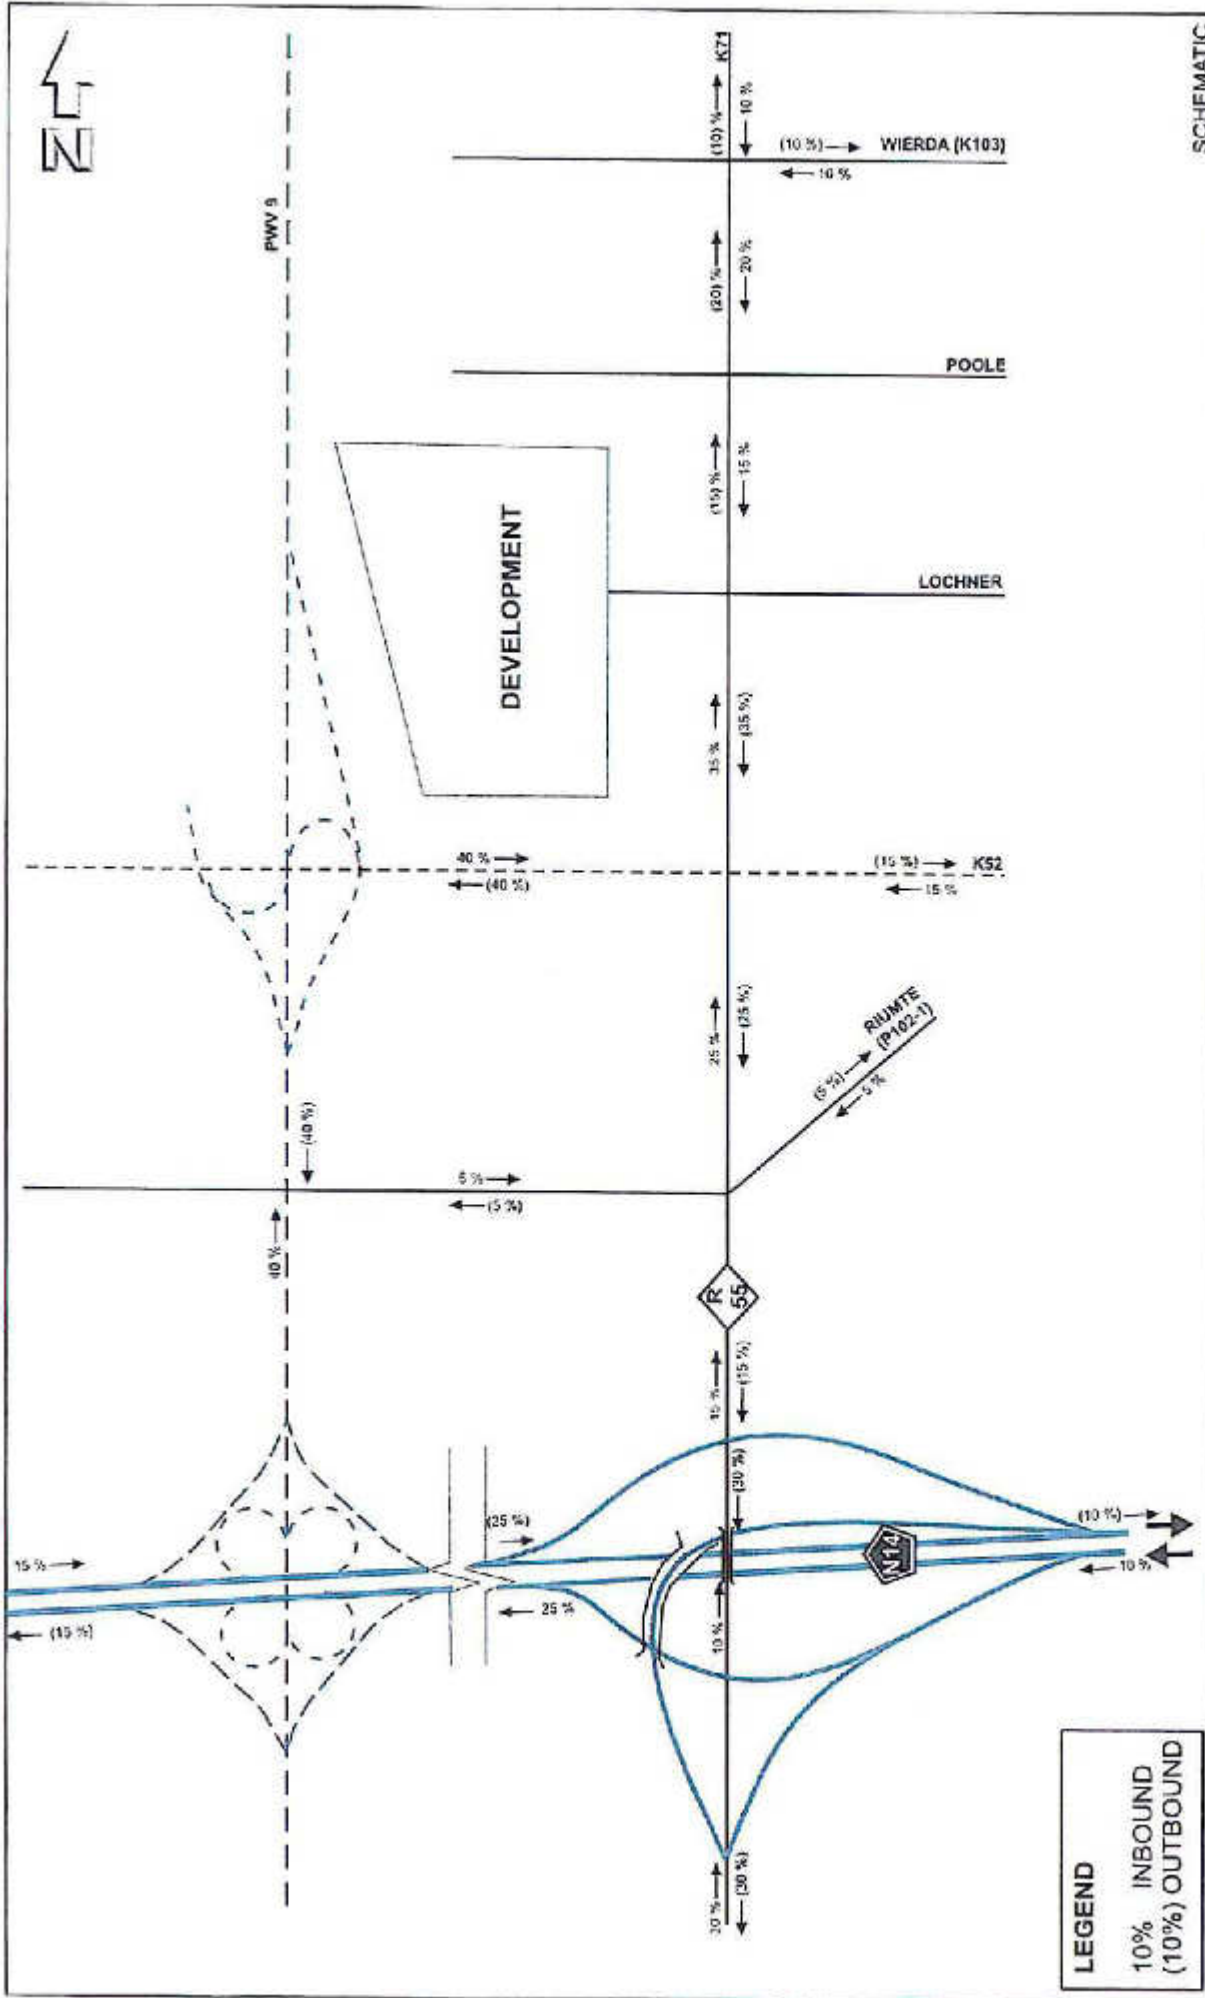 N
SCHEMATIC
PWV 9
K71
(10) %
10 %
(10 %)
WIERDA (K103)
10 %
(20) %
20 %
POOLE
(15) %
15 %
DEVELOPMENT
LOCHNER
35 %
(35 %)
40 %
(40 %)
(15 %)
K52
15 %
25 %
(25 %)
RIUMTE
(P102-1)
(5 %)
5 %
(40 %)
5 %
(5 %)
40 %
R
55
15 %
(15 %)
(30 %)
(25 %)
25 %
15 %
(15 %)
N14
10 %
(10 %)
10 %
(30 %)
LEGEND
10% INBOUND
(10%) OUTBOUND